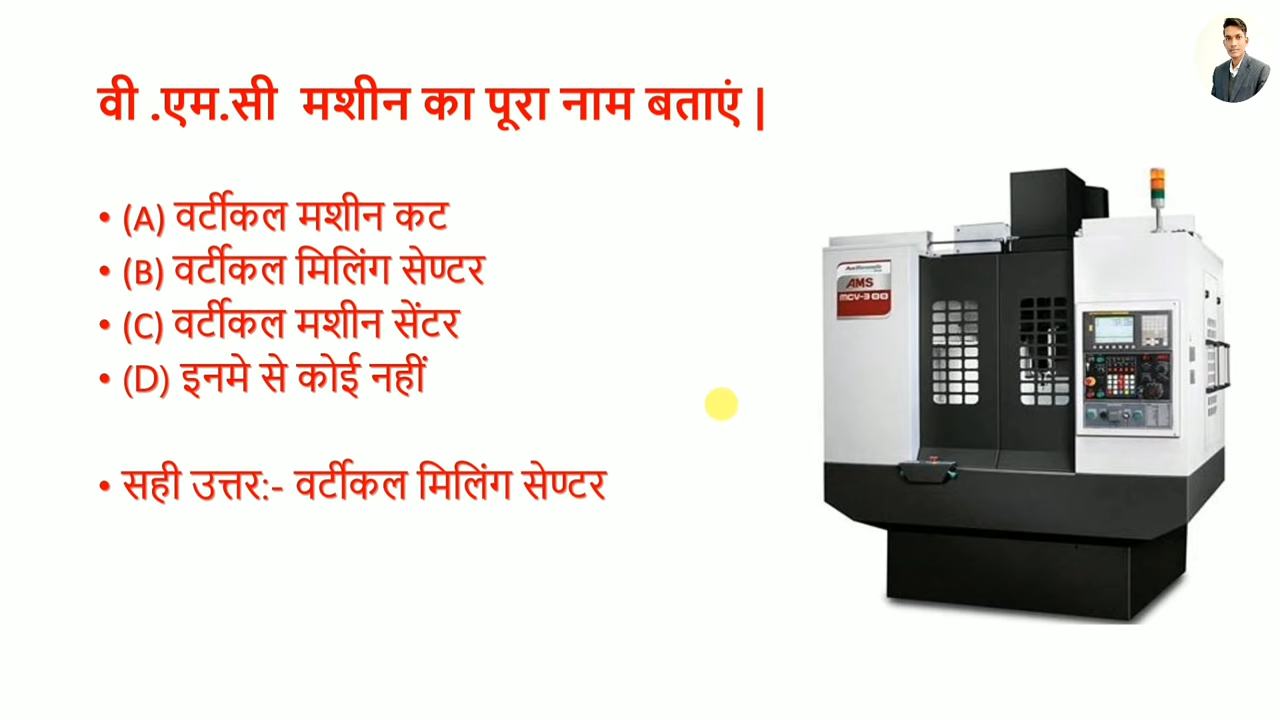 वी .एम.सी  मशीन का पूरा नाम बताएं |
• (A) वर्टीकल मशीन कट
• (B) वर्टीकल मिलिंग सेण्टर
• (C) वर्टीकल मशीन सेंटर
• (D) इनमे से कोई नहीं
• सही उत्तर:- वर्टीकल मिलिंग सेण्टर
AMS
MCV-300